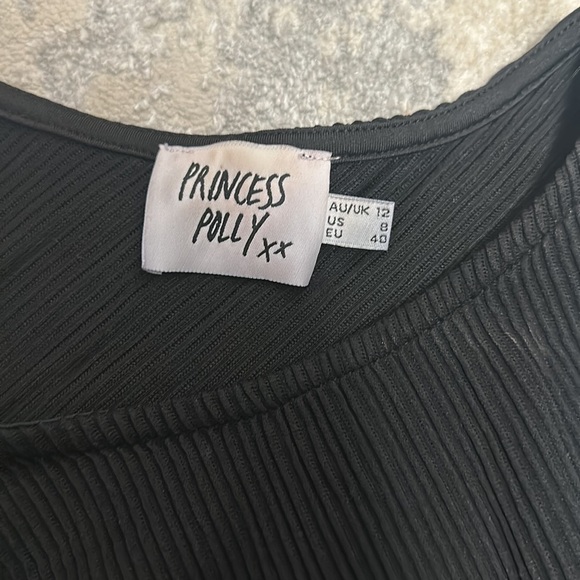 PRINCESS
POLLY xx
AU/UK 12
US 8
EU 40